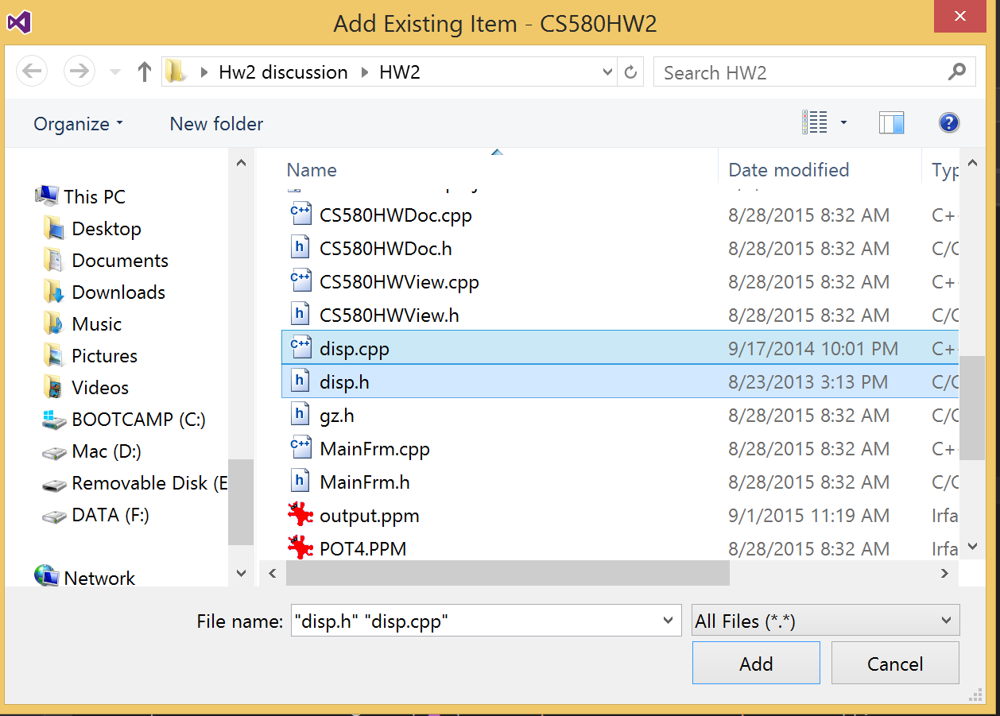 Add Existing Item - CS580HW2
Hw2 discussion HW2
Search HW2
Organize New folder
Name Date modified Typ
This PC
Desktop
Documents
Downloads
Music
Pictures
Videos
BOOTCAMP (C:)
Mac (D:)
Removable Disk (E
DATA (F:)
Network
CS580HWDoc.cpp 8/28/2015 8:32 AM C+
CS580HWDoc.h 8/28/2015 8:32 AM C/C
CS580HWView.cpp 8/28/2015 8:32 AM C+
CS580HWView.h 8/28/2015 8:32 AM C/C
disp.cpp 9/17/2014 10:01 PM C+
disp.h 8/23/2013 3:13 PM C/C
gz.h 8/28/2015 8:32 AM C/C
MainFrm.cpp 8/28/2015 8:32 AM C+
MainFrm.h 8/28/2015 8:32 AM C/C
output.ppm 9/1/2015 11:19 AM Irfa
POT4.PPM 8/28/2015 8:32 AM Irfa
File name: "disp.h" "disp.cpp"
All Files (*.*)
Add Cancel